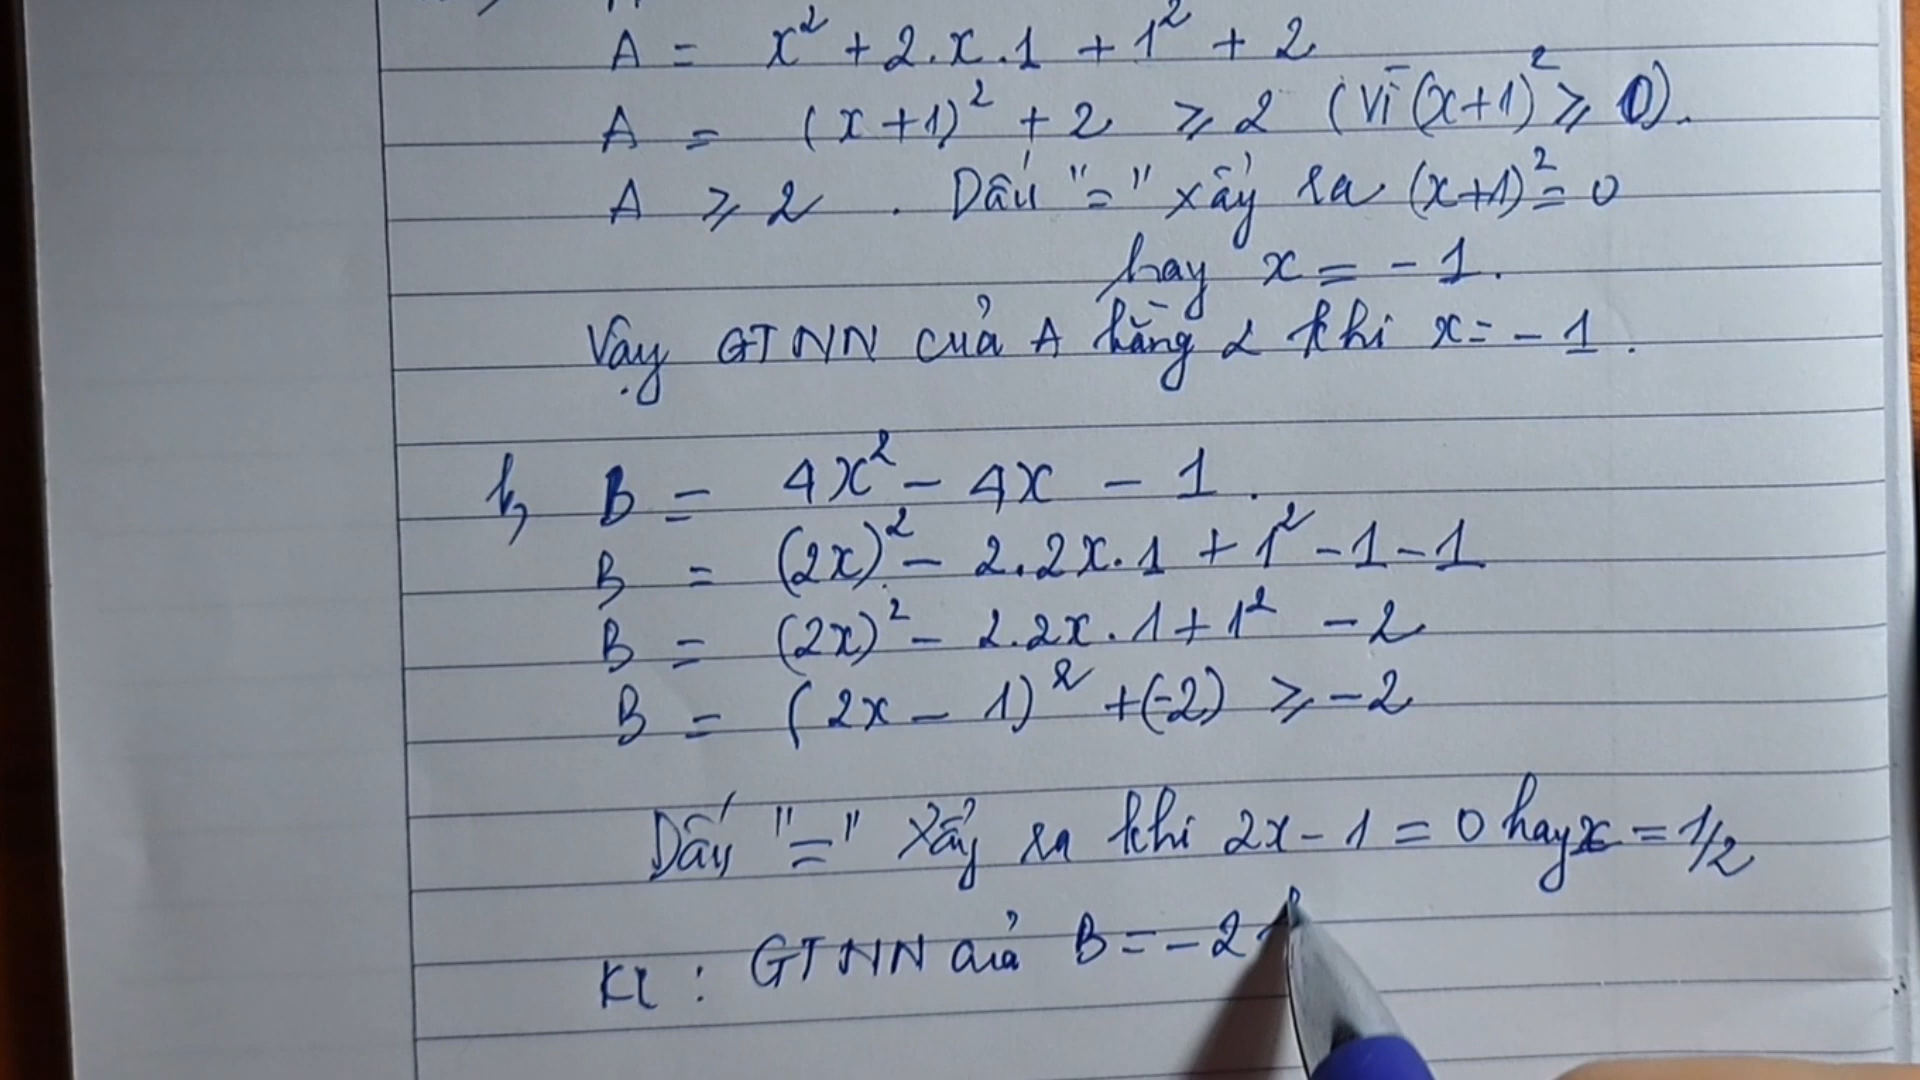 A = x² + 2.x.1 + 1² + 2
A = (x+1)² + 2 ⩾ 2 (Vì (x+1)² ⩾ 0).
A ⩾ 2 . Dấu "=" xảy ra (x+1)² = 0
hay x = - 1.
Vậy GTNN của A bằng 2 khi x = - 1.
b, B = 4x² - 4x - 1.
B = (2x)² - 2.2x.1 + 1² - 1 - 1
B = (2x)² - 2.2x.1 + 1² - 2
B = (2x - 1)² + (-2) ⩾ -2
Dấu "=" xảy ra khi 2x - 1 = 0 hay x = 1/2
KL : GTNN của B = - 2